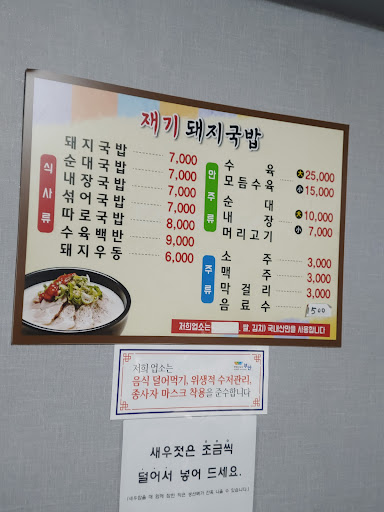 재기 돼지국밥
식사류
돼지국밥 7,000
순대국밥 7,000
내장국밥 7,000
섞어국밥 7,000
따로국밥 8,000
수육백반 9,000
돼지우동 6,000
안주류
수육 大 25,000
모듬수육 小 15,000
순대
내장 大 10,000
머리고기 小 7,000
주류
소주 3,000
맥주 3,000
막걸리 3,000
음료수
저희업소는 쌀, 김치) 국내산만을 사용합니다
저희 업소는
음식 덜어먹기, 위생적 수저관리,
종사자 마스크 착용을 준수합니다
새우젓은 조금씩
덜어서 넣어 드세요.